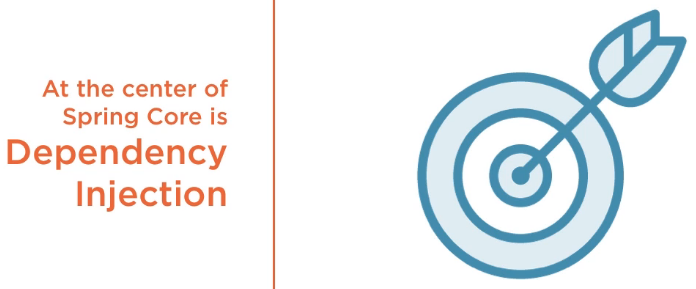 At the center of
Spring Core is
Dependency
Injection